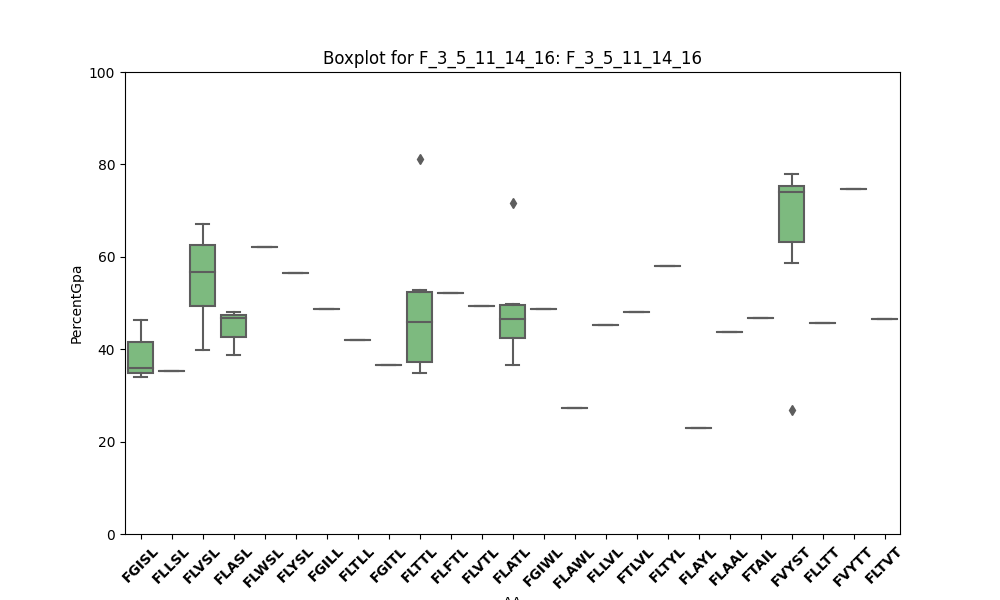 Boxplot for F_3_5_11_14_16: F_3_5_11_14_16
100
80
60
40
20
0
PercentGpa
FGISL FLLSL FLVSL FLASL FLWSL FLYSL FGILL FLTLL FGITL FLTTL FLFTL FLVTL FLATL FGIWL FLAWL FLLVL FTLVL FLTYL FLAYL FLAAL FTAIL FVYST FLLTT FVYTT FLTVT
AA